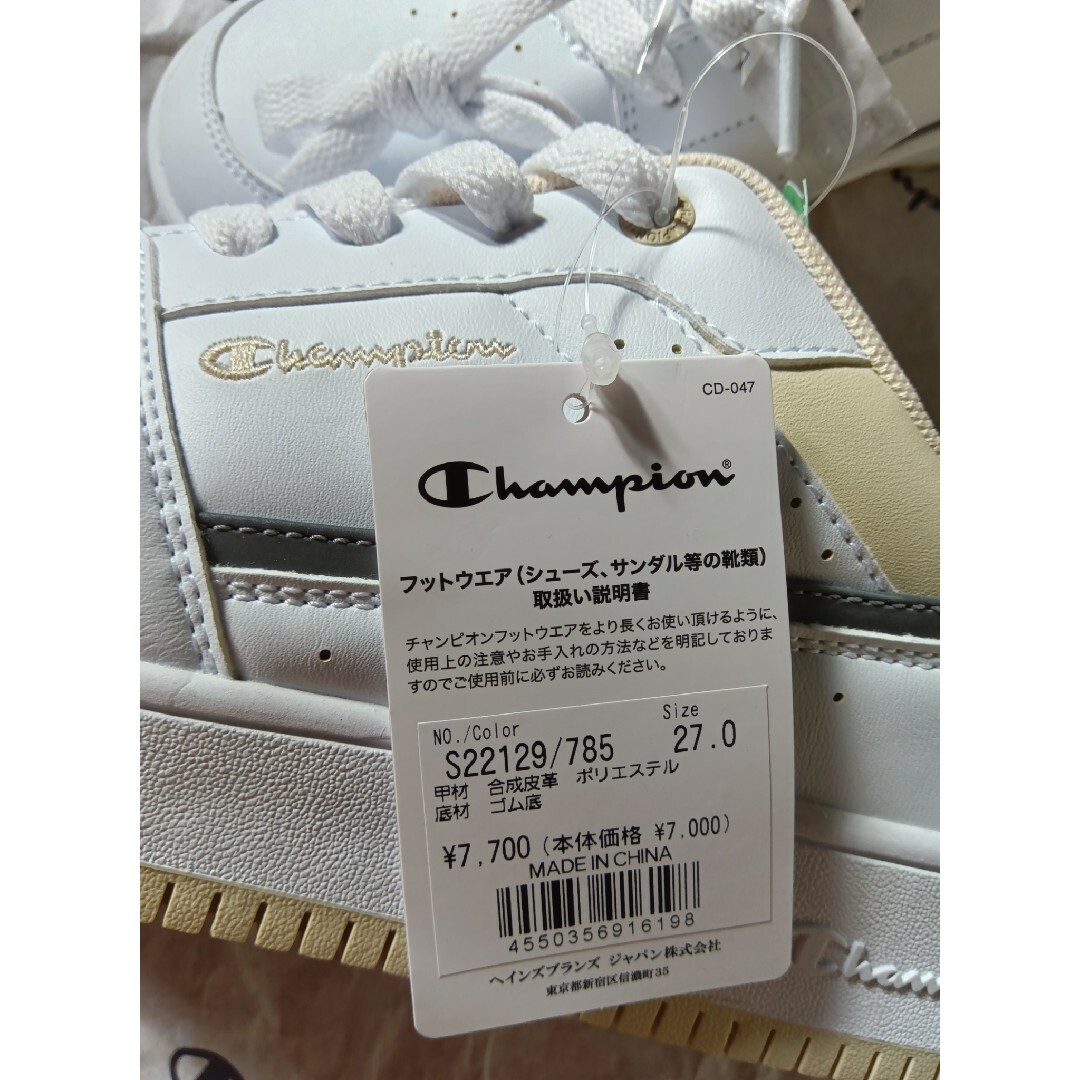 Champion
CD-047
Champion®
フットウエア(シューズ、サンダル等の靴類)
取扱い説明書
チャンピオンフットウエアをより長くお使い頂けるように、
使用上の注意やお手入れの方法などを明記しておりま
すのでご使用前に必ずお読みください。
NO./Color Size
S22129/785 27.0
甲材 合成皮革 ポリエステル
底材 ゴム底
¥7,700(本体価格 ¥7,000)
MADE IN CHINA
4550356916198
ヘインズブランズ ジャパン株式会社
東京都新宿区信濃町35
Cham